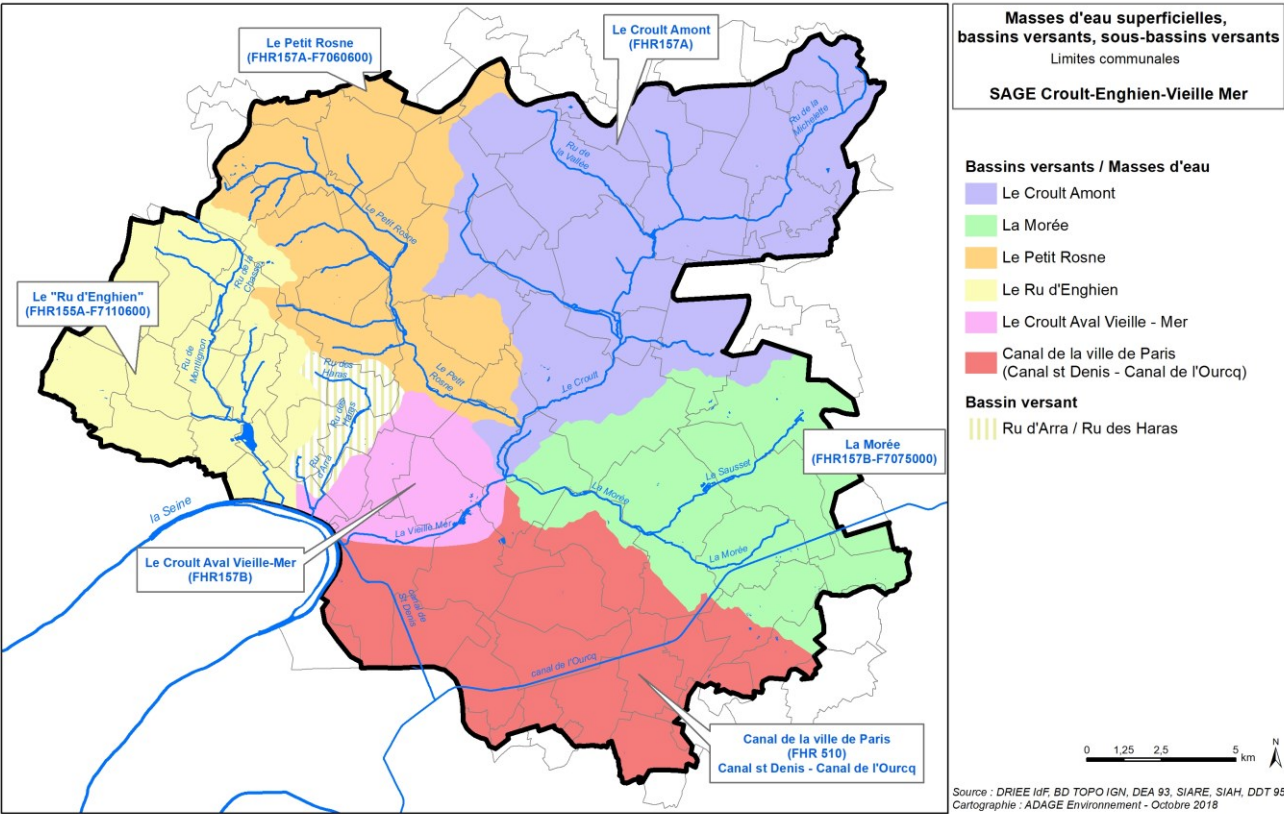 Masses d'eau superficielles,
bassins versants, sous-bassins versants
Limites communales
SAGE Croult-Enghien-Vieille Mer
Bassins versants / Masses d'eau
Le Croult Amont
La Morée
Le Petit Rosne
Le Ru d'Enghien
Le Croult Aval Vieille - Mer
Canal de la ville de Paris
(Canal st Denis - Canal de l'Ourcq)
Bassin versant
Ru d'Arra / Ru des Haras
0 1,25 2,5 5
km
N
Source : DRIEE IdF, BD TOPO IGN, DEA 93, SIARE, SIAH, DDT 95
Cartographie : ADAGE Environnement - Octobre 2018
Le Petit Rosne
(FHR157A-F7060600)
Le Croult Amont
(FHR157A)
Ru de la
Michelette
Ru de
la Vallée
Le Petit Rosne
Ru de la
Chasse
Le "Ru d'Enghien"
(FHR155A-F7110600)
Ru de
Montlignon
Ru des
Haras
Ru des
Haras
Ru
d'Arra
Le Petit
Rosne
Le Croult
La Morée
(FHR157B-F7075000)
Le Sausset
La Morée
La Morée
la Seine
La Vieille Mer
Le Croult Aval Vieille-Mer
(FHR157B)
canal de
St Denis
canal de l'Ourcq
Canal de la ville de Paris
(FHR 510)
Canal st Denis - Canal de l'Ourcq